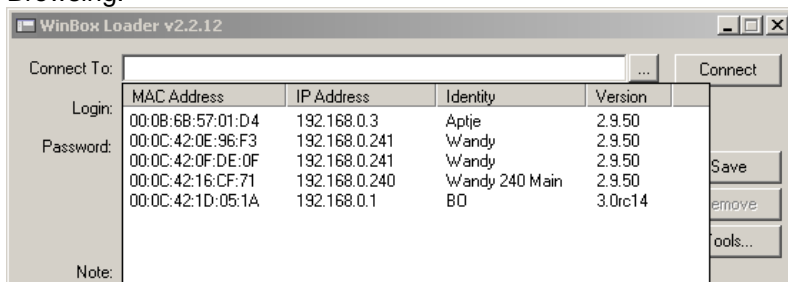 Browsing:
WinBox Loader v2.2.12
Connect To: ... Connect
MAC Address IP Address Identity Version
Login:
00:0B:6B:57:01:D4 192.168.0.3 Aptje 2.9.50
00:0C:42:0E:96:F3 192.168.0.241 Wandy 2.9.50
Password:
00:0C:42:0F:DE:0F 192.168.0.241 Wandy 2.9.50
Save
00:0C:42:16:CF:71 192.168.0.240 Wandy 240 Main 2.9.50
00:0C:42:1D:05:1A 192.168.0.1 BO 3.0rc14
emove
ools...
Note: